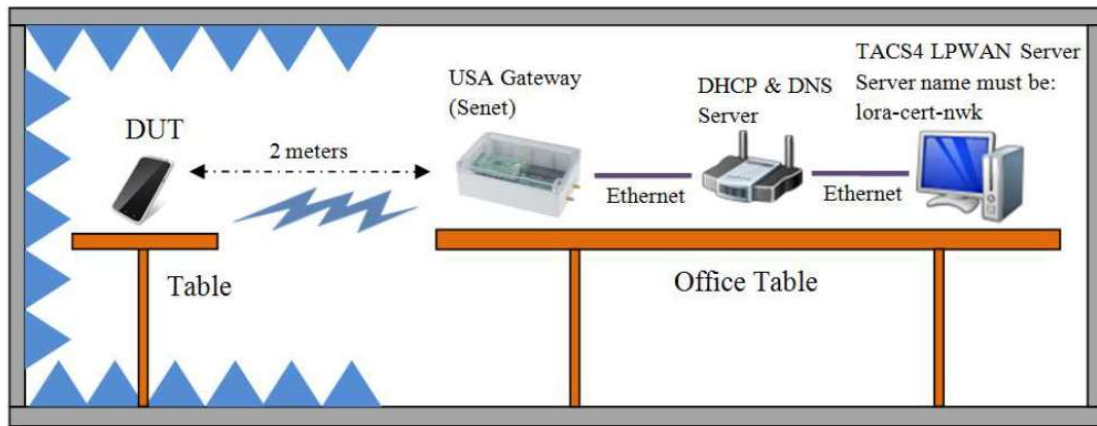 DUT
2 meters
USA Gateway
(Senet)
Ethernet
DHCP & DNS
Server
Ethernet
TACS4 LPWAN Server
Server name must be:
lora-cert-nwk
Table
Office Table